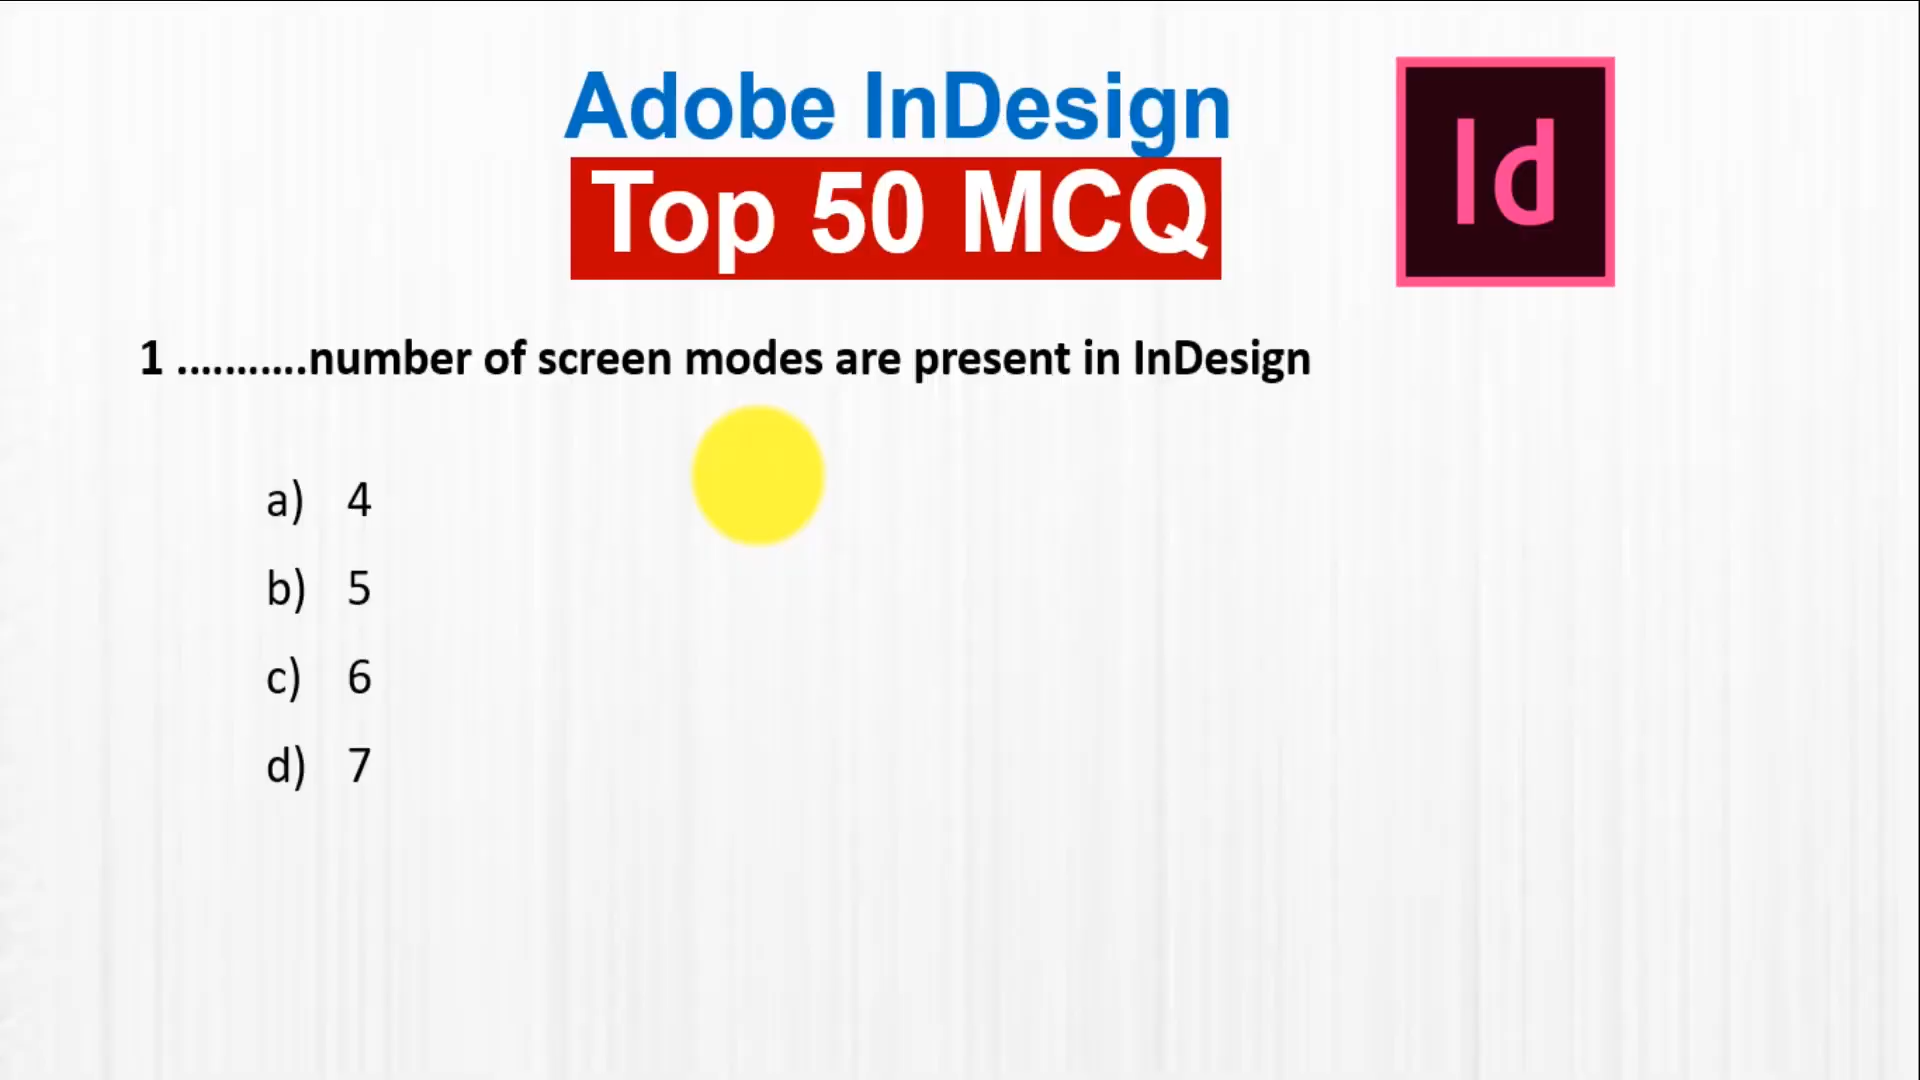 Adobe InDesign
Top 50 MCQ
Id
1 ...........number of screen modes are present in InDesign
a) 4
b) 5
c) 6
d) 7